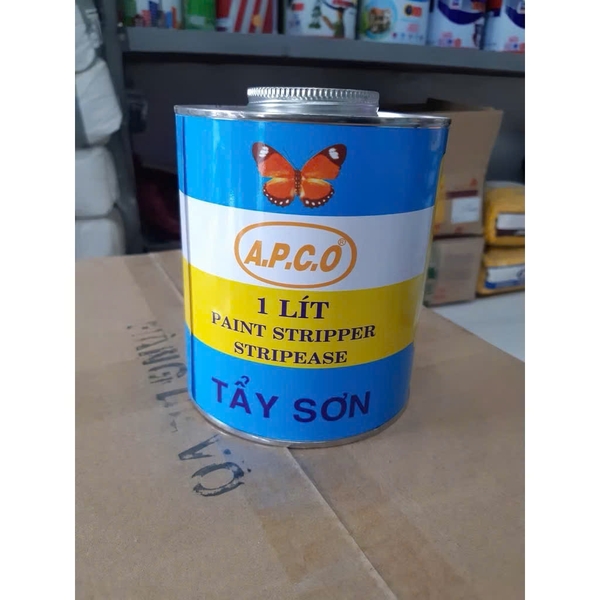 A.P.C.O®
1 LÍT
PAINT STRIPPER
STRIPEASE
TẨY SƠN